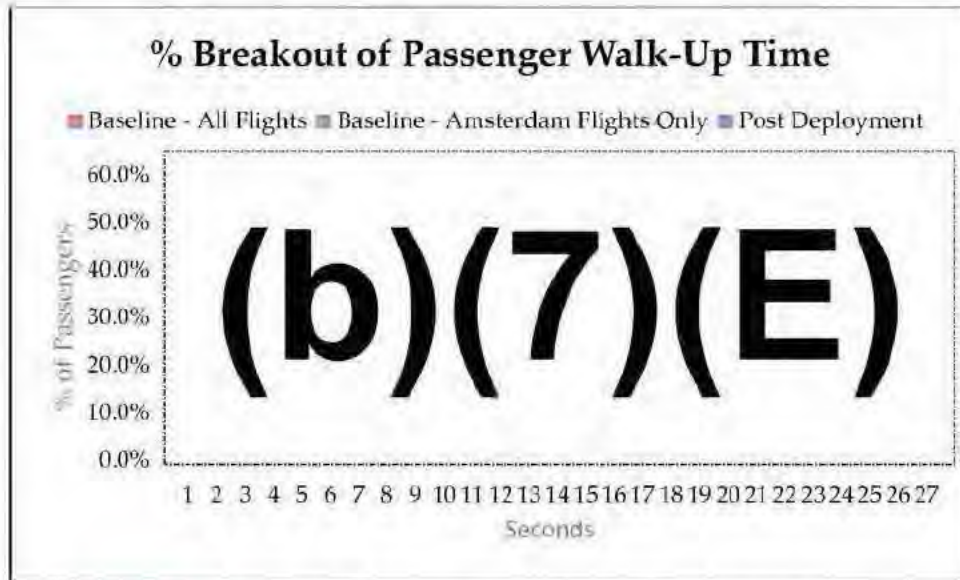 % Breakout of Passenger Walk-Up Time
Baseline - All Flights Baseline - Amsterdam Flights Only Post Deployment
60.0%
50.0%
40.0%
30.0%
20.0%
10.0%
0.0%
% of Passengers
(b)(7)(E)
1 2 3 4 5 6 7 8 9 10 11 12 13 14 15 16 17 18 19 20 21 22 23 24 25 26 27
Seconds